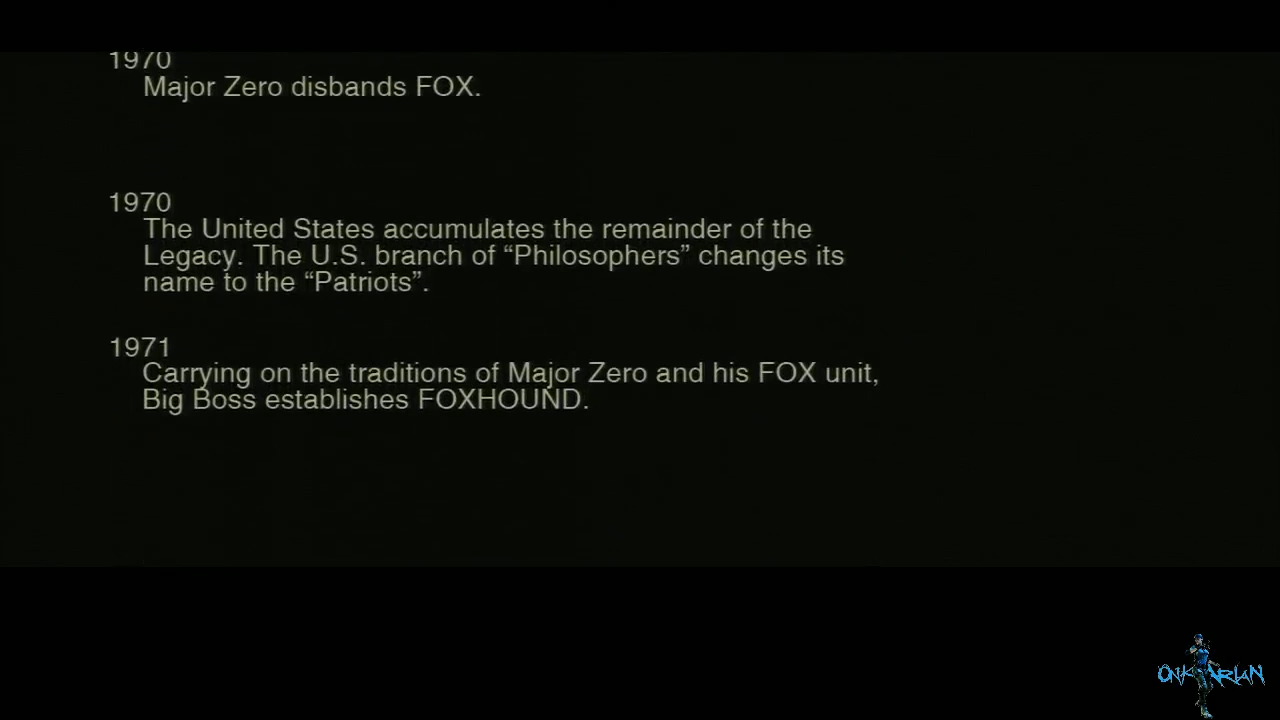 1970
Major Zero disbands FOX.
1970
The United States accumulates the remainder of the
Legacy. The U.S. branch of “Philosophers” changes its
name to the “Patriots”.
1971
Carrying on the traditions of Major Zero and his FOX unit,
Big Boss establishes FOXHOUND.